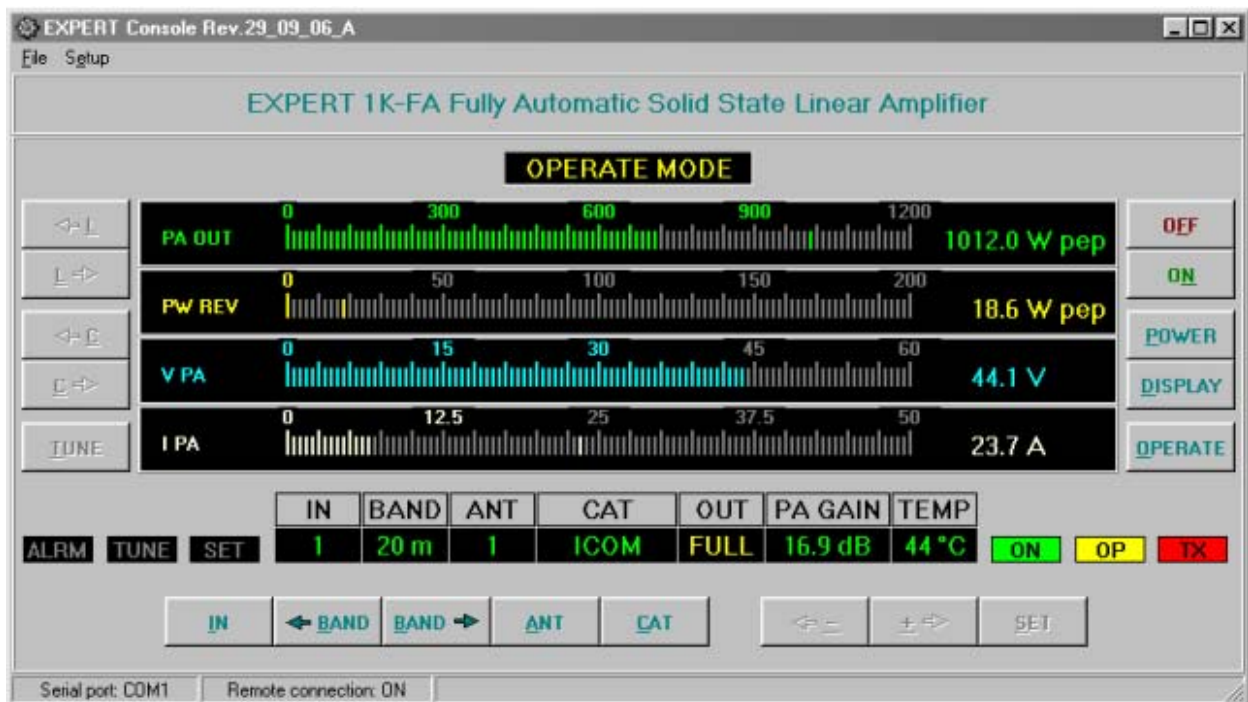 EXPERT Console Rev.29_09_06_A
File Setup
EXPERT 1K-FA Fully Automatic Solid State Linear Amplifier
OPERATE MODE
L
L
C
C
TUNE
0 300 600 900 1200
PA OUT 1012.0 W pep
0 50 100 150 200
PW REV 18.6 W pep
0 15 30 45 60
V PA 44.1 V
0 12.5 25 37.5 50
I PA 23.7 A
OFF
ON
POWER
DISPLAY
OPERATE
IN BAND ANT CAT OUT PA GAIN TEMP
ALRM TUNE SET 1 20 m 1 ICOM FULL 16.9 dB 44 °C ON OP TX
IN BAND BAND ANT CAT - + SET
Serial port: COM1 Remote connection: ON